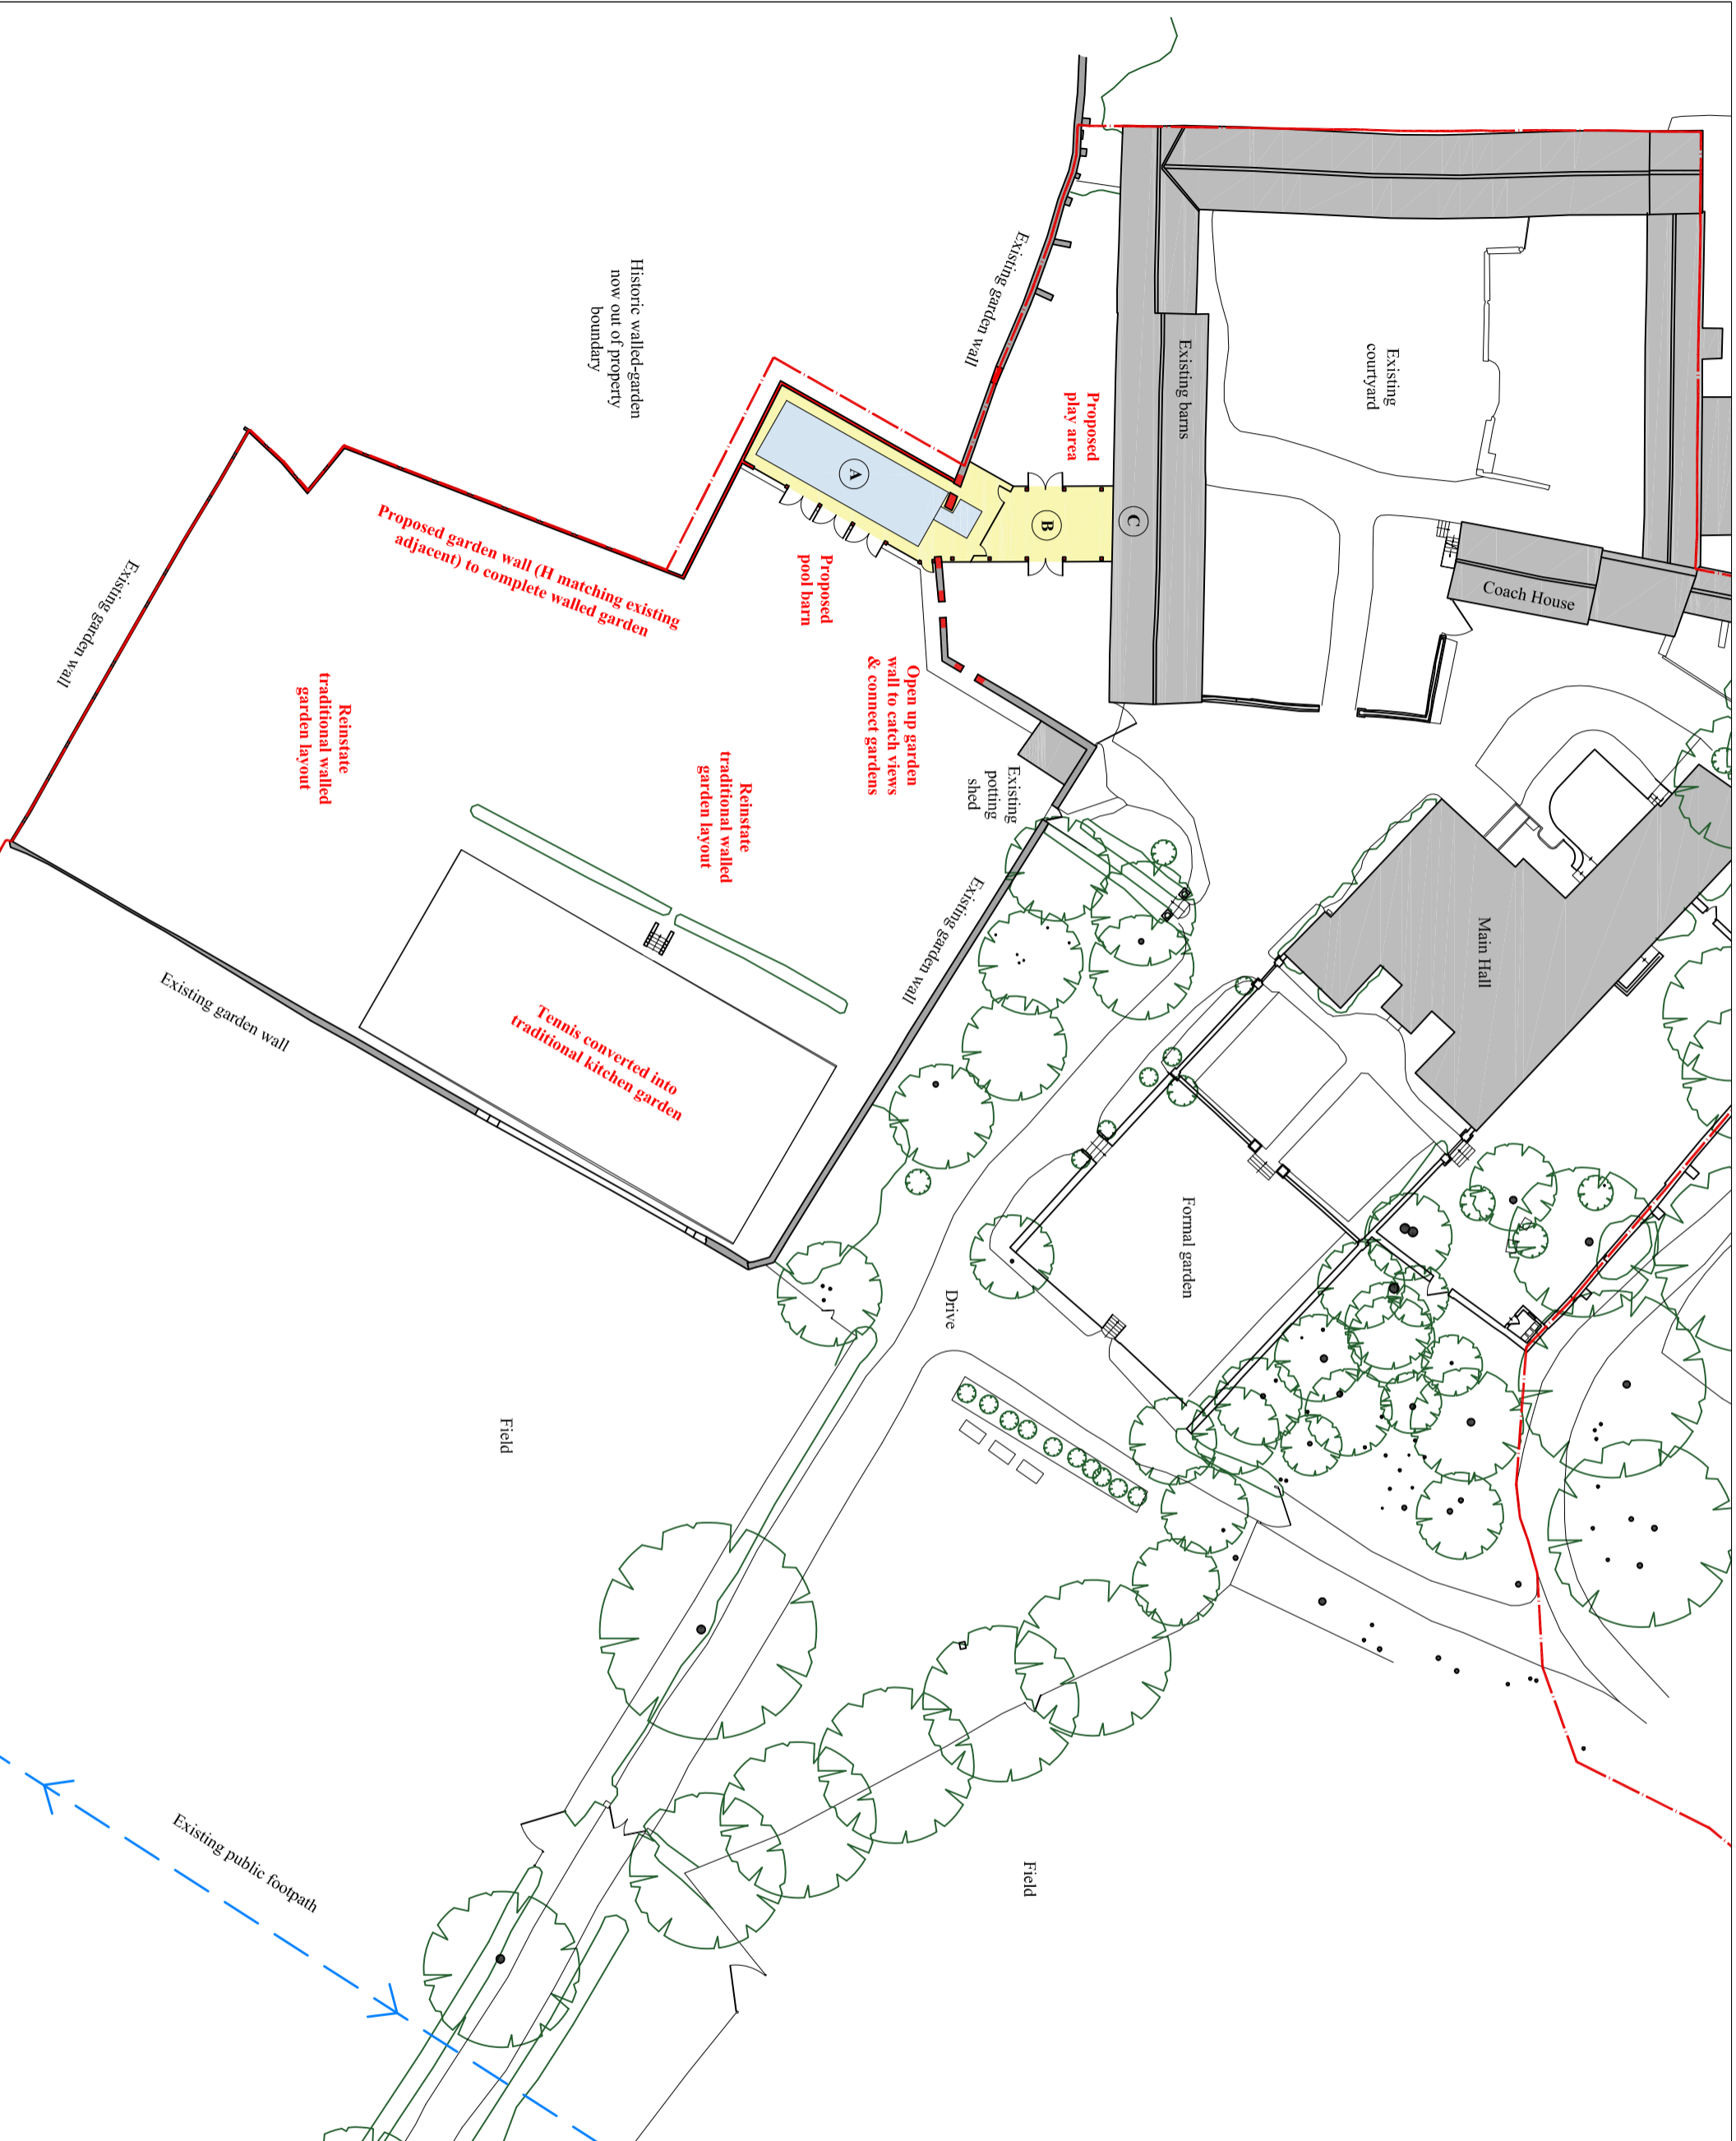 Existing
courtyard
Existing barns
Coach House
Main Hall
Proposed
play area
Existing garden wall
C
B
A
Historic walled-garden
now out of property
boundary
Proposed
pool barn
Open up garden
wall to catch views
& connect gardens
Existing
potting
shed
Proposed garden wall (H matching existing
adjacent) to complete walled garden
Existing garden wall
Reinstate
traditional walled
garden layout
Reinstate
traditional walled
garden layout
Existing garden wall
Existing garden wall
Tennis converted into
traditional kitchen garden
Formal garden
Drive
Field
Field
Existing public footpath